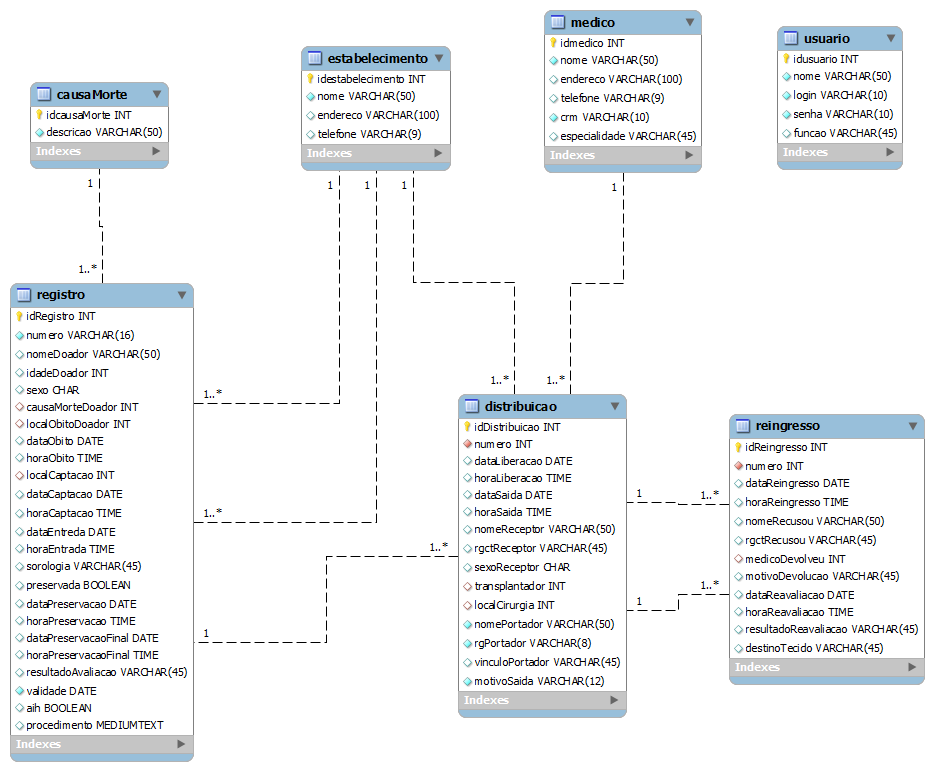 causaMorte
idcausaMorte INT
descricao VARCHAR(50)
Indexes
estabelecimento
idestabelecimento INT
nome VARCHAR(50)
endereco VARCHAR(100)
telefone VARCHAR(9)
Indexes
medico
idmedico INT
nome VARCHAR(50)
endereco VARCHAR(100)
telefone VARCHAR(9)
crm VARCHAR(10)
especialidade VARCHAR(45)
Indexes
usuario
idusuario INT
nome VARCHAR(50)
login VARCHAR(10)
senha VARCHAR(10)
funcao VARCHAR(45)
Indexes
1
1..*
1
1
1
1
1..*
1..*
1..*
1..*
registro
idRegistro INT
numero VARCHAR(16)
nomeDoador VARCHAR(50)
idadeDoador INT
sexo CHAR
causaMorteDoador INT
localObitoDoador INT
dataObito DATE
horaObito TIME
localCaptacao INT
dataCaptacao DATE
horaCaptacao TIME
dataEntreda DATE
horaEntrada TIME
sorologia VARCHAR(45)
preservada BOOLEAN
dataPreservacao DATE
horaPreservacao TIME
dataPreservacaoFinal DATE
horaPreservacaoFinal TIME
resultadoAvaliacao VARCHAR(45)
validade DATE
aih BOOLEAN
procedimento MEDIUMTEXT
Indexes
1
1..*
distribuicao
idDistribuicao INT
numero INT
dataLiberacao DATE
horaLiberacao TIME
dataSaida DATE
horaSaida TIME
nomeReceptor VARCHAR(50)
rgctReceptor VARCHAR(45)
sexoReceptor CHAR
transplantador INT
localCirurgia INT
nomePortador VARCHAR(50)
rgPortador VARCHAR(8)
vinculoPortador VARCHAR(45)
motivoSaida VARCHAR(12)
Indexes
1
1..*
1
1..*
reingresso
idReingresso INT
numero INT
dataReingresso DATE
horaReingresso TIME
nomeRecusou VARCHAR(50)
rgctRecusou VARCHAR(45)
medicoDevolveu INT
motivoDevolucao VARCHAR(45)
dataReavaliacao DATE
horaReavaliacao TIME
resultadoReavaliacao VARCHAR(45)
destinoTecido VARCHAR(45)
Indexes